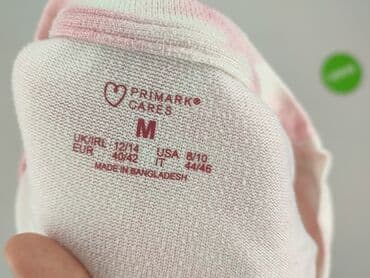 PRIMARK®
CARES
M
UK/IRL 12/14 USA 8/10
EUR 40/42 IT 44/46
MADE IN BANGLADESH